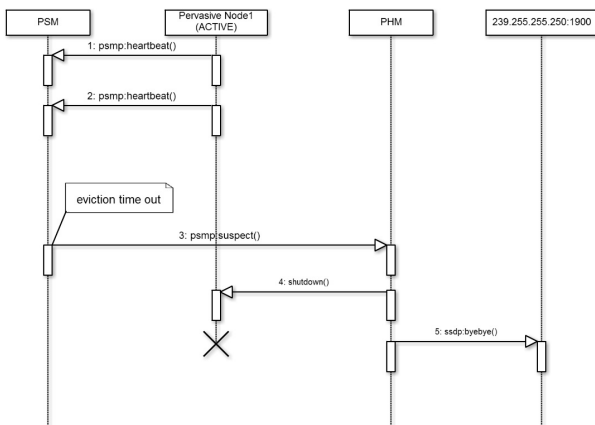 PSM
Pervasive Node1
(ACTIVE)
PHM
239.255.255.250:1900
1: psmp:heartbeat()
2: psmp:heartbeat()
eviction time out
3: psmp:suspect()
4: shutdown()
5: ssdp:byebye()